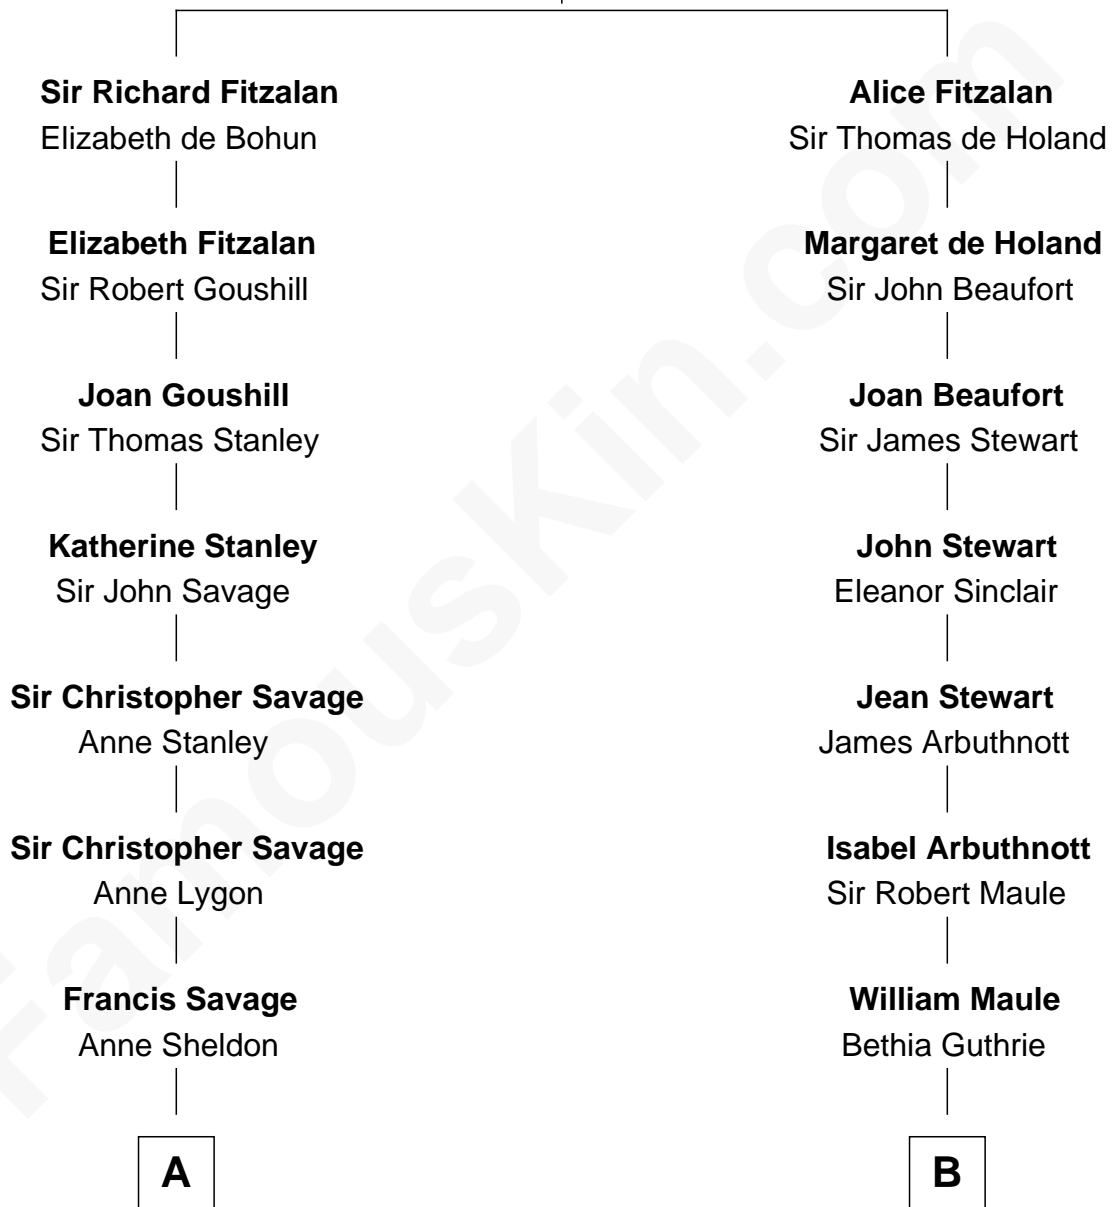 Sir Richard Fitzalan
Elizabeth de Bohun
Elizabeth Fitzalan
Sir Robert Goushill
Joan Goushill
Sir Thomas Stanley
Katherine Stanley
Sir John Savage
Sir Christopher Savage
Anne Stanley
Sir Christopher Savage
Anne Lygon
Francis Savage
Anne Sheldon
A
Alice Fitzalan
Sir Thomas de Holand
Margaret de Holand
Sir John Beaufort
Joan Beaufort
Sir James Stewart
John Stewart
Eleanor Sinclair
Jean Stewart
James Arbuthnott
Isabel Arbuthnott
Sir Robert Maule
William Maule
Bethia Guthrie
B
FamousKin.com